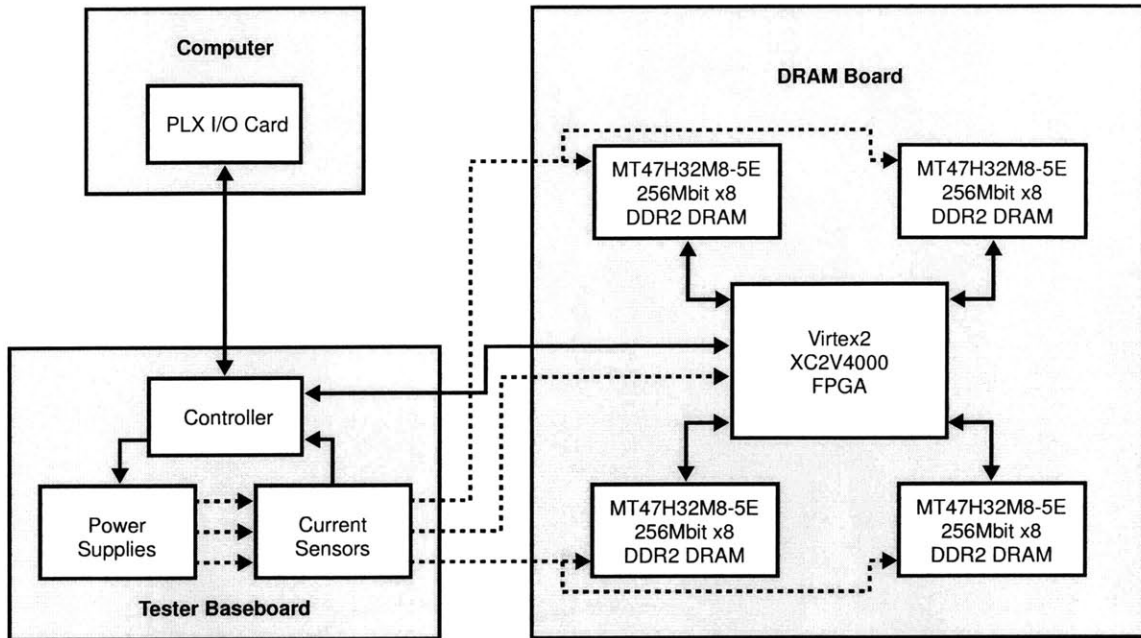 Computer
PLX I/O Card
DRAM Board
MT47H32M8-5E
256Mbit x8
DDR2 DRAM
MT47H32M8-5E
256Mbit x8
DDR2 DRAM
Virtex2
XC2V4000
FPGA
Controller
Power
Supplies
Current
Sensors
Tester Baseboard
MT47H32M8-5E
256Mbit x8
DDR2 DRAM
MT47H32M8-5E
256Mbit x8
DDR2 DRAM